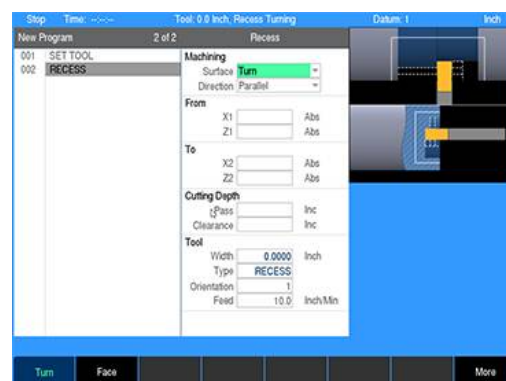 Stop Time: --:--:-- Tool: 0.0 Inch, Recess Turning Datum: 1 Inch
New Program 2 of 2 Recess
001 SET TOOL
002 RECESS
Machining
Surface Turn
Direction Parallel
From
X1 Abs
Z1 Abs
To
X2 Abs
Z2 Abs
Cutting Depth
Pass Inc
Clearance Inc
Tool
Width 0.0000 Inch
Type RECESS
Orientation 1
Feed 10.0 Inch/Min
Turn Face More